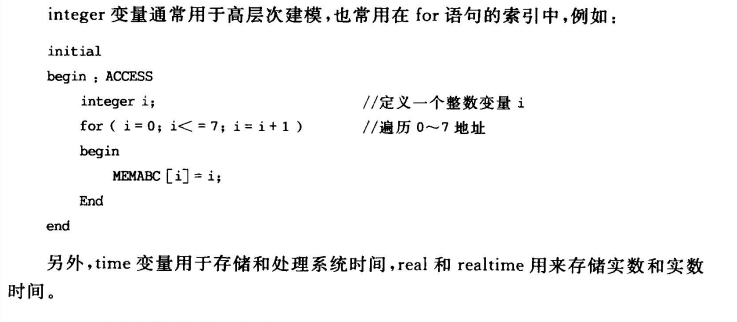 integer 变量通常用于高层次建模,也常用在 for 语句的索引中,例如:
initial
begin : ACCESS
integer i; //定义一个整数变量 i
for ( i = 0; i< = 7; i = i + 1 ) //遍历 0～7 地址
begin
MEMABC [i] = i;
End
end
另外,time 变量用于存储和处理系统时间,real 和 realtime 用来存储实数和实数
时间。